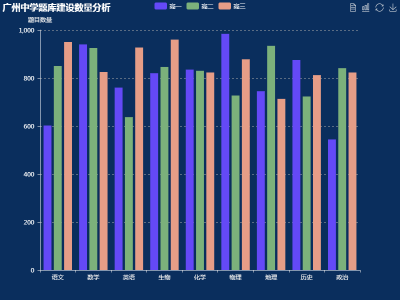 广州中学题库建设数量分析
高一 高二 高三
题目数量
1,000
800
600
400
200
0
语文 数学 英语 生物 化学 物理 地理 历史 政治